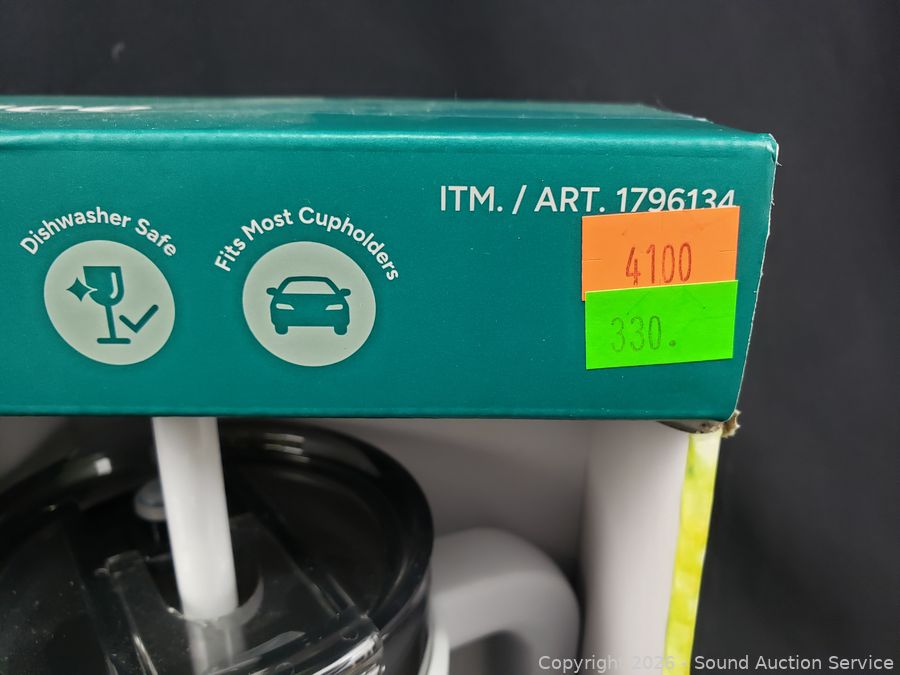 ITM. / ART. 1796134
Dishwasher Safe
Fits Most Cupholders
4100
330.
Copyright 2026 - Sound Auction Service